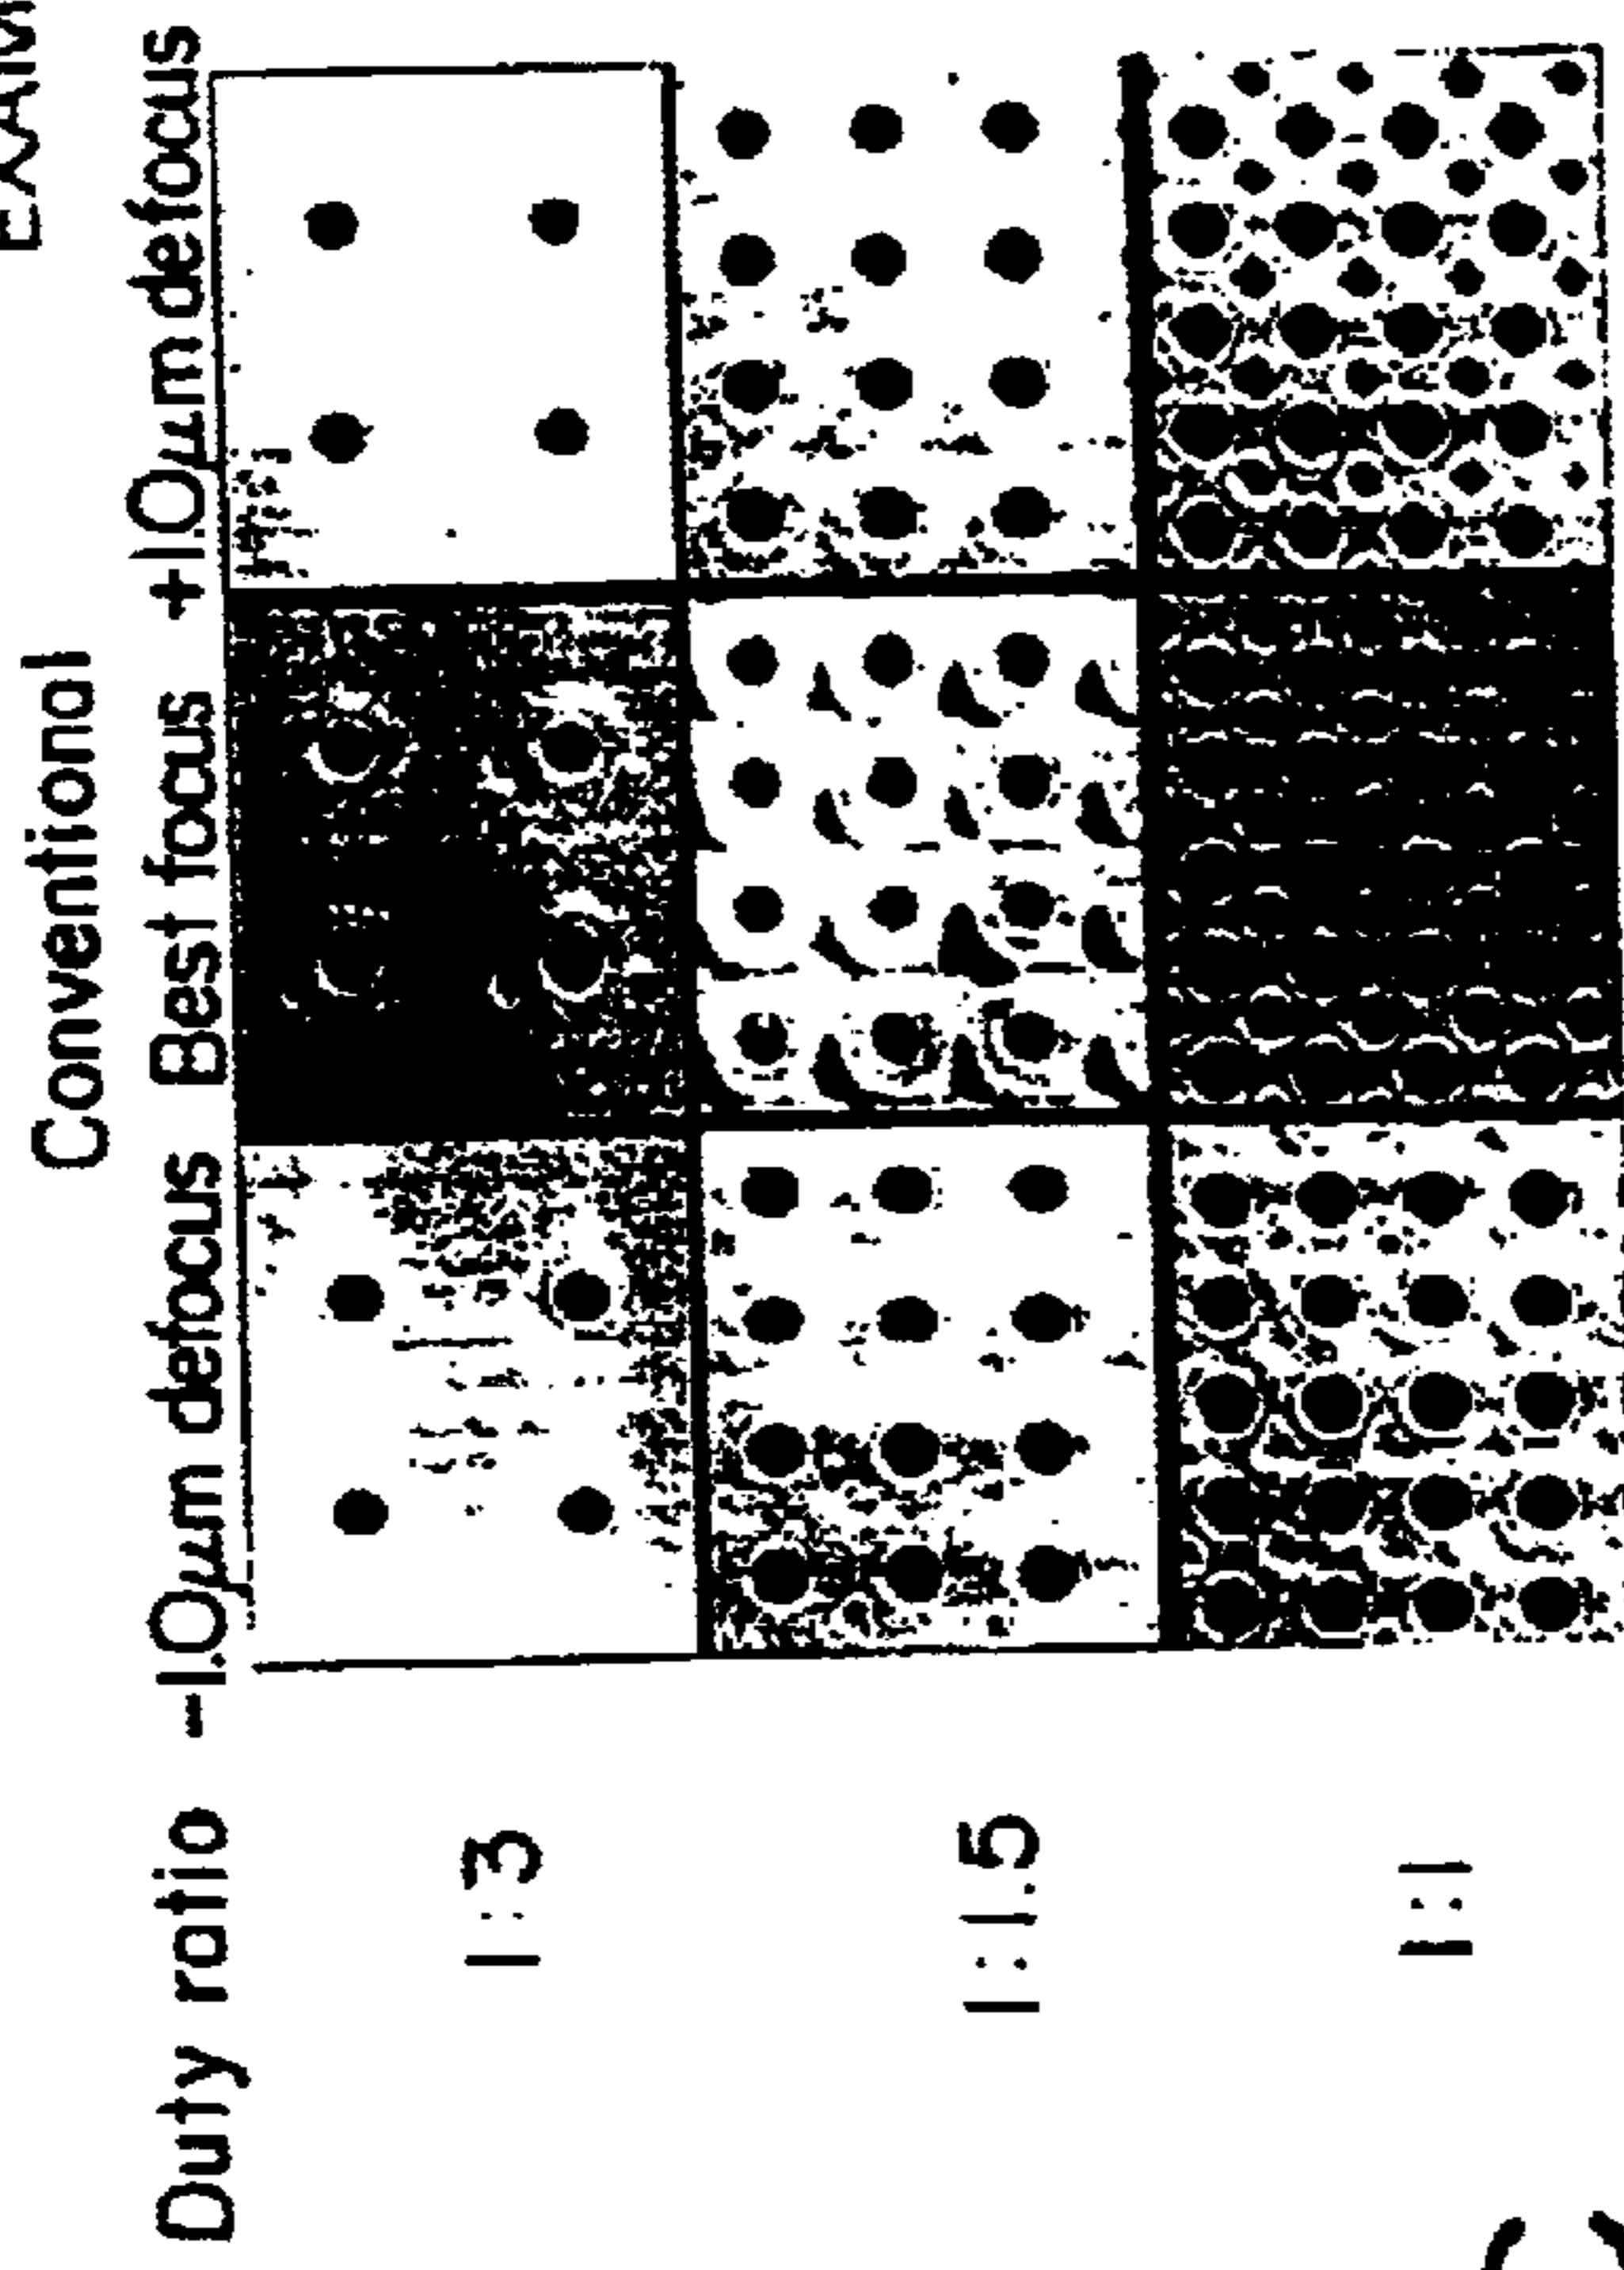 Conventional
Duty ratio -1.0μm defocus Best focus +1.0μm defocus
1:3
1:1.5
1:1